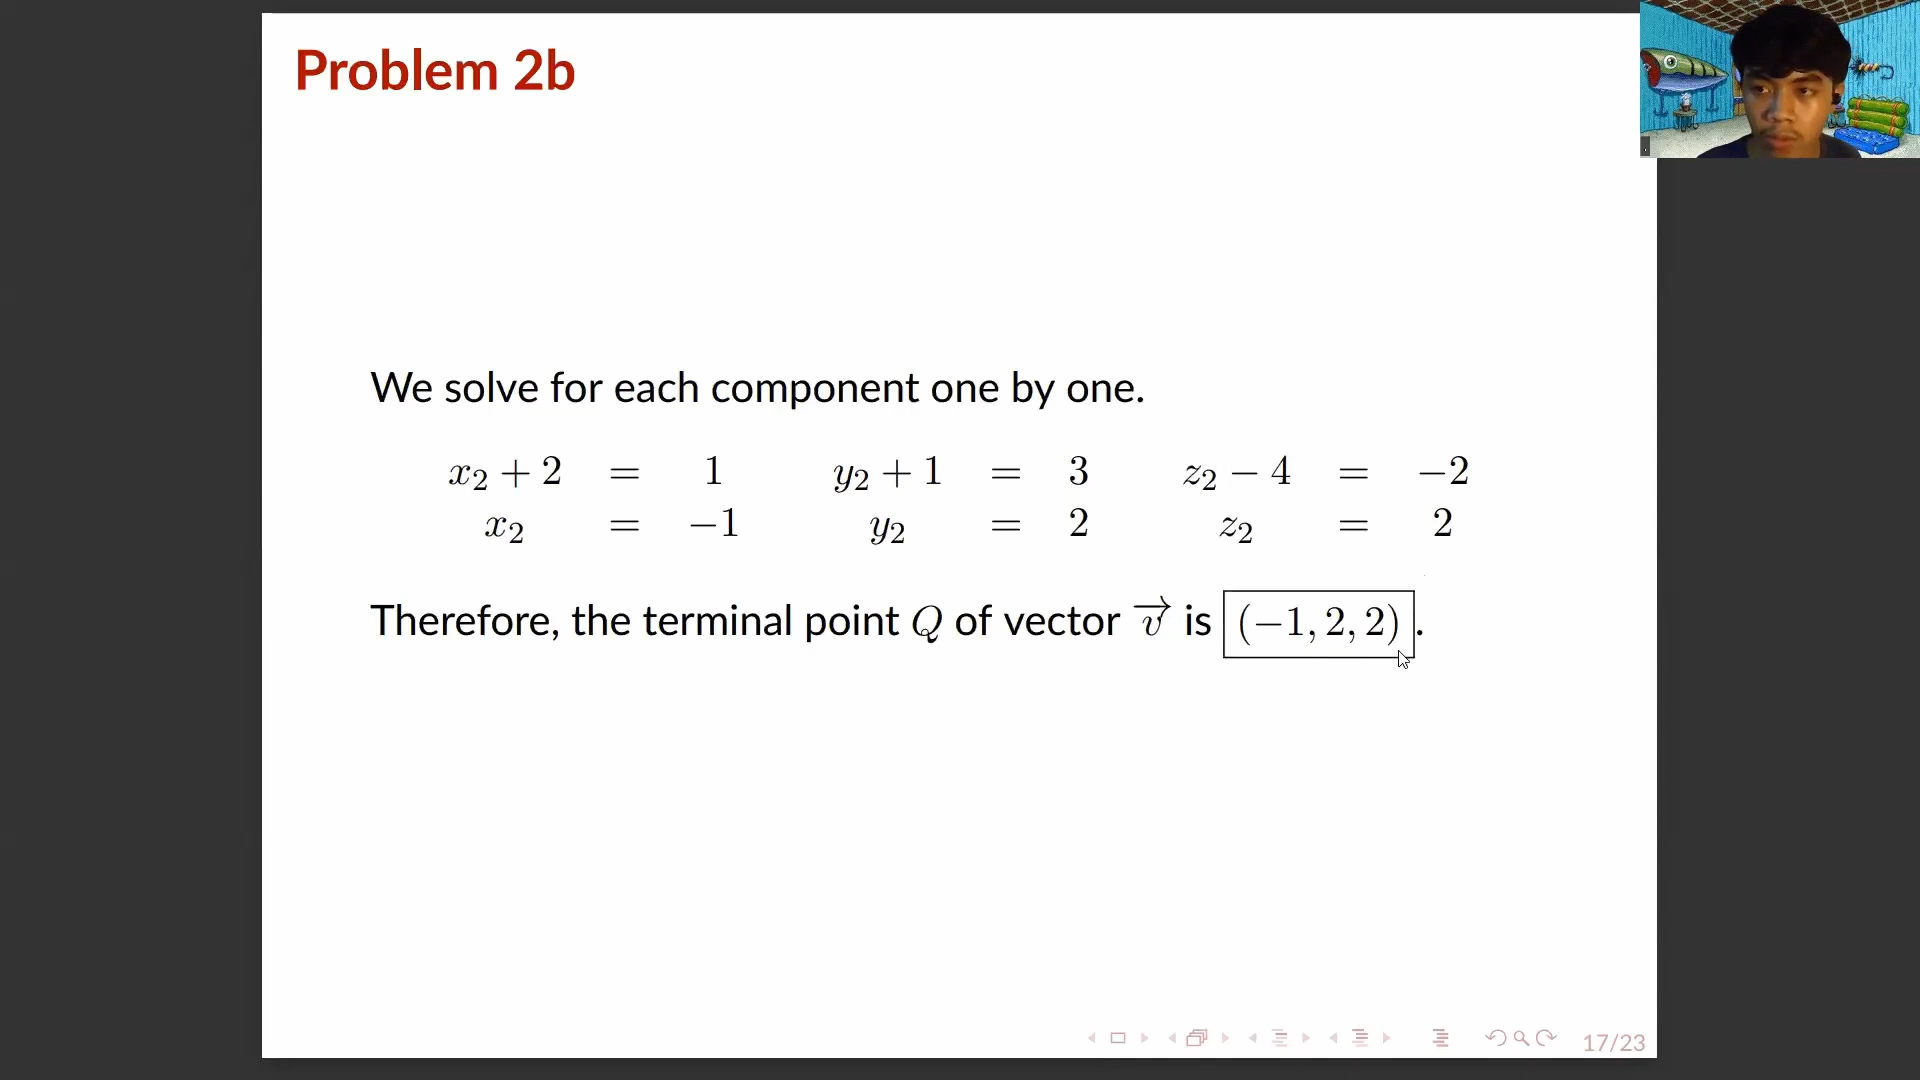 Problem 2b
We solve for each component one by one.
x₂ + 2 = 1 y₂ + 1 = 3 z₂ − 4 = −2
x₂ = −1 y₂ = 2 z₂ = 2
Therefore, the terminal point Q of vector v⃗ is (−1, 2, 2).
17/23